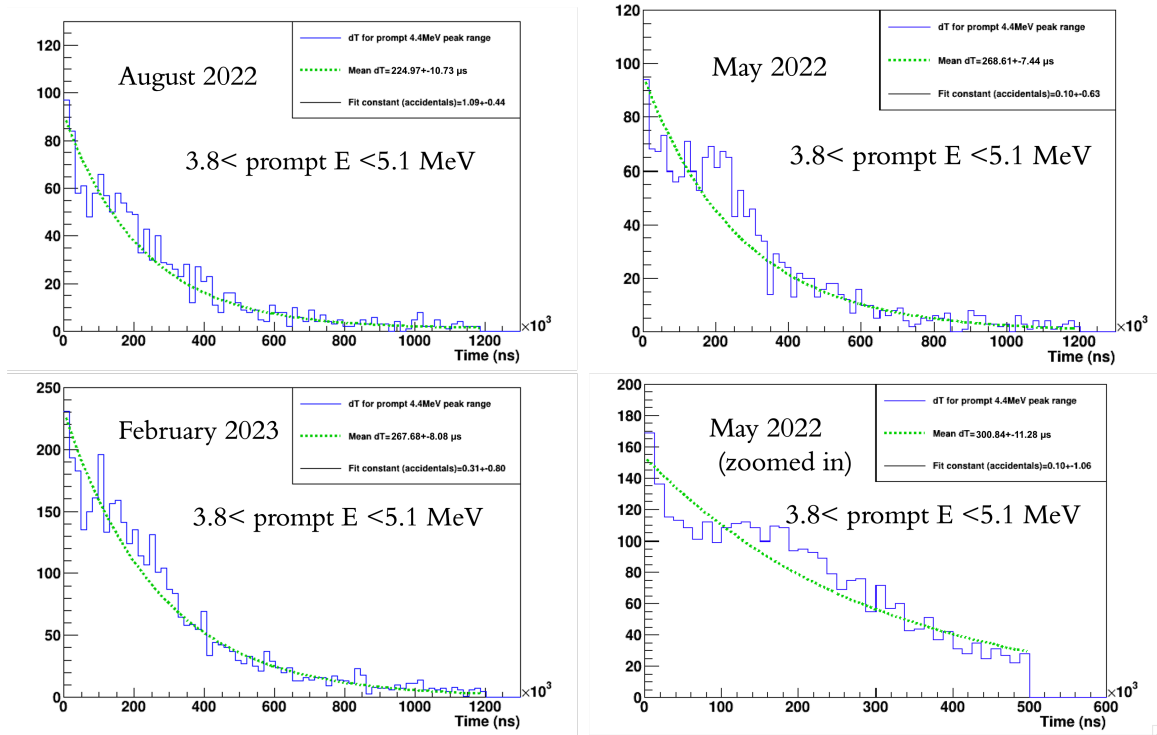 dT for prompt 4.4MeV peak range
Mean dT=224.97+-10.73 µs
Fit constant (accidentals)=1.09+-0.44
August 2022
3.8< prompt E <5.1 MeV
120
100
80
60
40
20
0
0 200 400 600 800 1000 1200 ×10³
Time (ns)
dT for prompt 4.4MeV peak range
Mean dT=268.61+-7.44 µs
Fit constant (accidentals)=0.10+-0.63
May 2022
3.8< prompt E <5.1 MeV
120
100
80
60
40
20
0
0 200 400 600 800 1000 1200 ×10³
Time (ns)
dT for prompt 4.4MeV peak range
Mean dT=267.68+-8.08 µs
Fit constant (accidentals)=0.31+-0.80
February 2023
3.8< prompt E <5.1 MeV
250
200
150
100
50
0
0 200 400 600 800 1000 1200 ×10³
Time (ns)
dT for prompt 4.4MeV peak range
Mean dT=300.84+-11.28 µs
Fit constant (accidentals)=0.10+-1.06
May 2022
(zoomed in)
3.8< prompt E <5.1 MeV
200
180
160
140
120
100
80
60
40
20
0
0 100 200 300 400 500 600 ×10³
Time (ns)